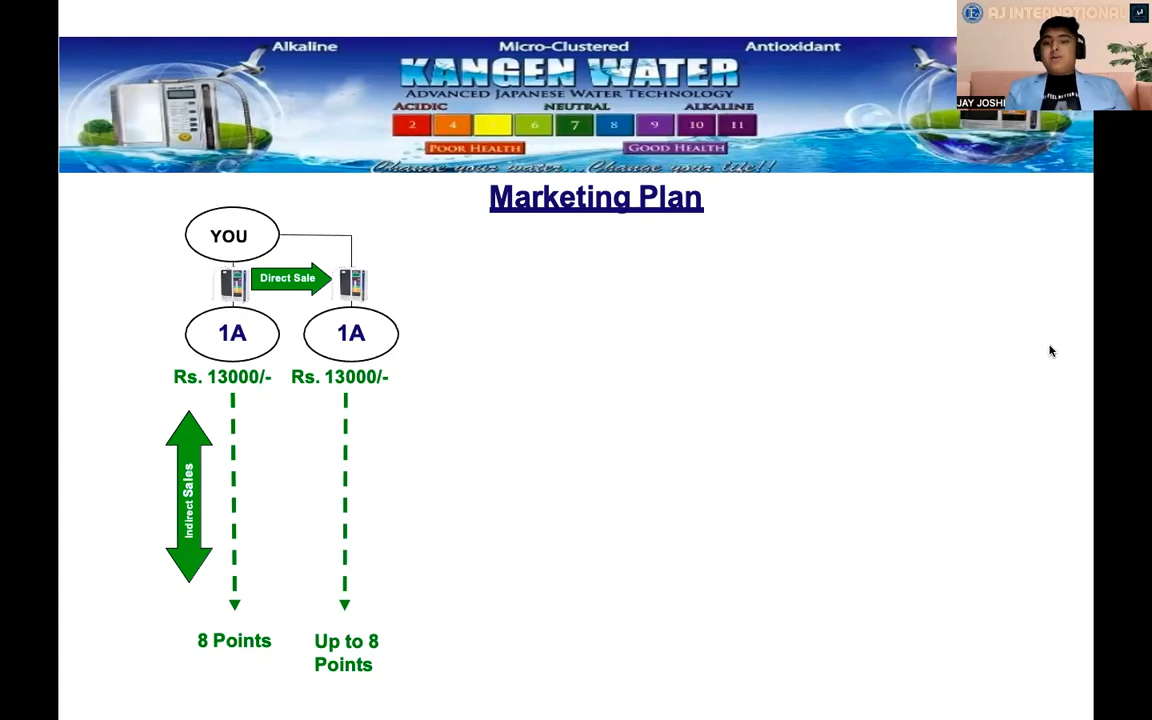 AJ INTERNATIONAL
Alkaline Micro-Clustered Antioxidant
KANGEN WATER
ADVANCED JAPANESE WATER TECHNOLOGY
ACIDIC NEUTRAL ALKALINE
2 4 6 7 8 9 10 11
POOR HEALTH GOOD HEALTH
Change your water... Change your life!!
JAY JOSHI
Marketing Plan
YOU
Direct Sale
1A 1A
Rs. 13000/- Rs. 13000/-
Indirect Sales
8 Points
Up to 8
Points